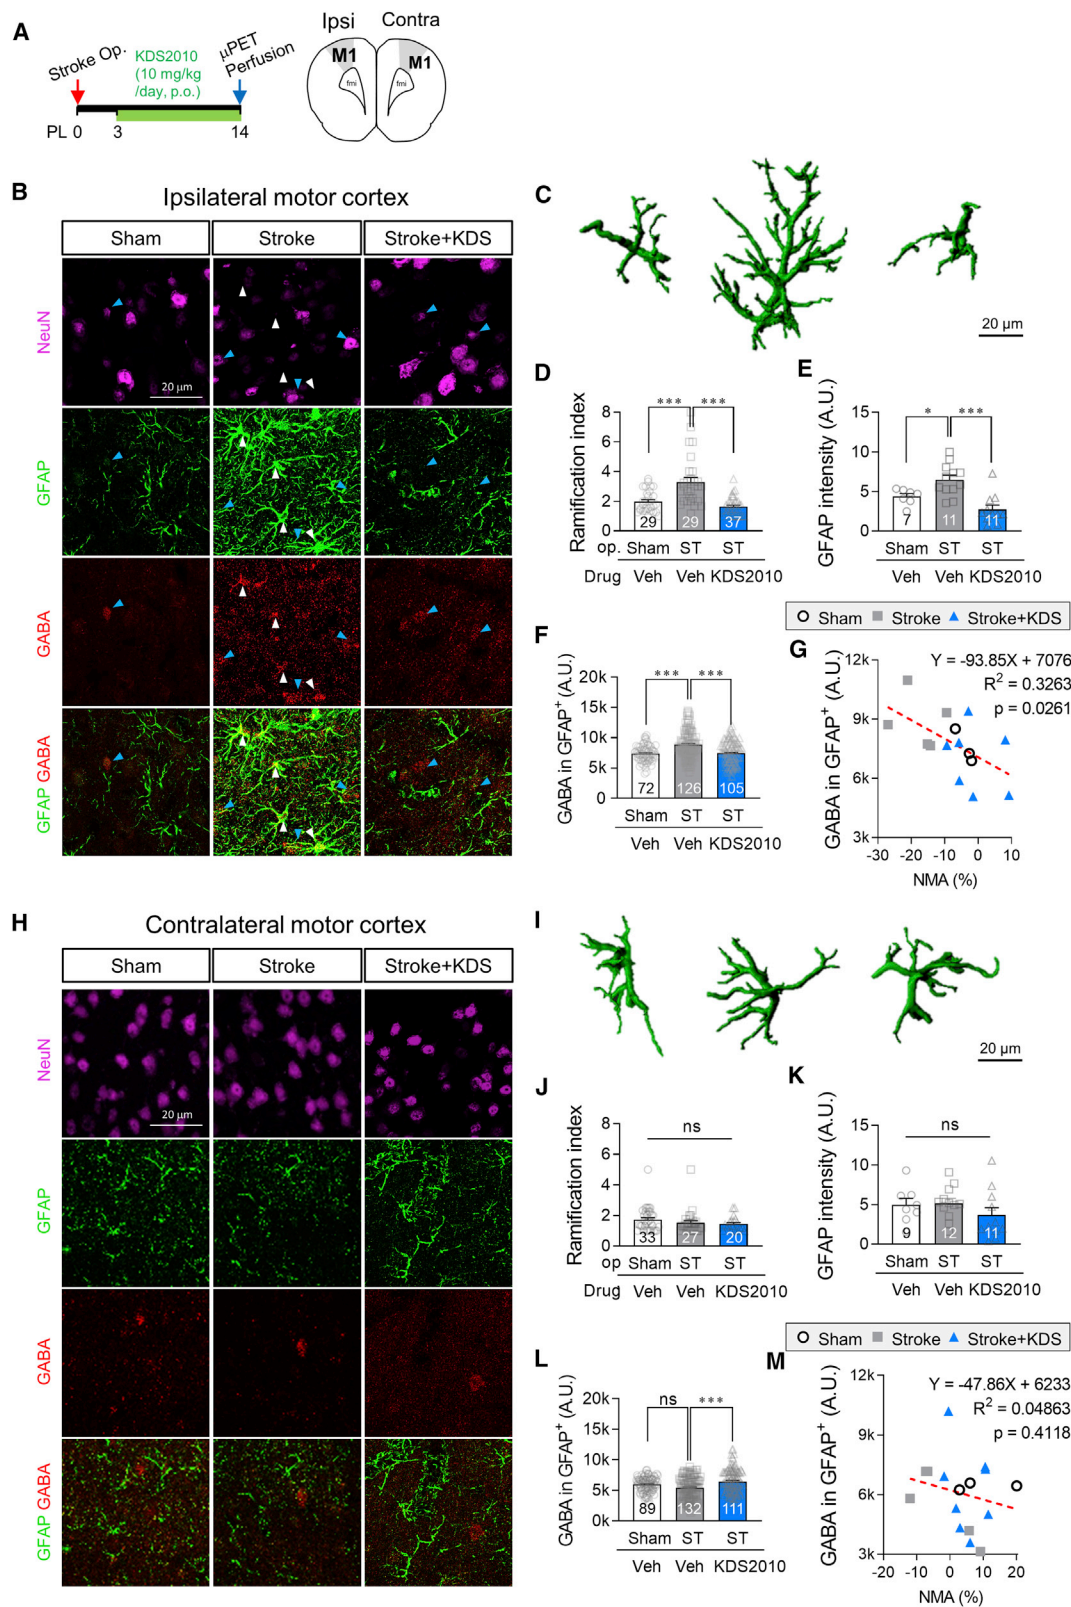 A
Stroke Op.
KDS2010
(10 mg/kg
/day, p.o.)
µPET
Perfusion
PL 0 3 14
Ipsi Contra
M1 M1
fmi fmi
B
Ipsilateral motor cortex
Sham Stroke Stroke+KDS
NeuN
20 µm
GFAP
GABA
GFAP GABA
C
20 µm
D
Ramification index
8
6
4
2
0
*** ***
29 29 37
op. Sham ST ST
Drug Veh Veh KDS2010
E
GFAP intensity (A.U.)
15
10
5
0
* ***
7 11 11
Sham ST ST
Veh Veh KDS2010
F
GABA in GFAP+ (A.U.)
20k
15k
10k
5k
0
*** ***
72 126 105
Sham ST ST
Veh Veh KDS2010
Sham Stroke Stroke+KDS
G
GABA in GFAP+ (A.U.)
12k
9k
6k
3k
Y = -93.85X + 7076
R2 = 0.3263
p = 0.0261
-30 -20 -10 0 10
NMA (%)
H
Contralateral motor cortex
Sham Stroke Stroke+KDS
NeuN
20 µm
GFAP
GABA
GFAP GABA
I
20 µm
J
Ramification index
8
6
4
2
0
ns
33 27 20
op Sham ST ST
Drug Veh Veh KDS2010
K
GFAP intensity (A.U.)
15
10
5
0
ns
9 12 11
Sham ST ST
Veh Veh KDS2010
L
GABA in GFAP+ (A.U.)
20k
15k
10k
5k
0k
ns ***
89 132 111
Sham ST ST
Veh Veh KDS2010
Sham Stroke Stroke+KDS
M
GABA in GFAP+ (A.U.)
12k
9k
6k
3k
Y = -47.86X + 6233
R2 = 0.04863
p = 0.4118
-20 -10 0 10 20
NMA (%)